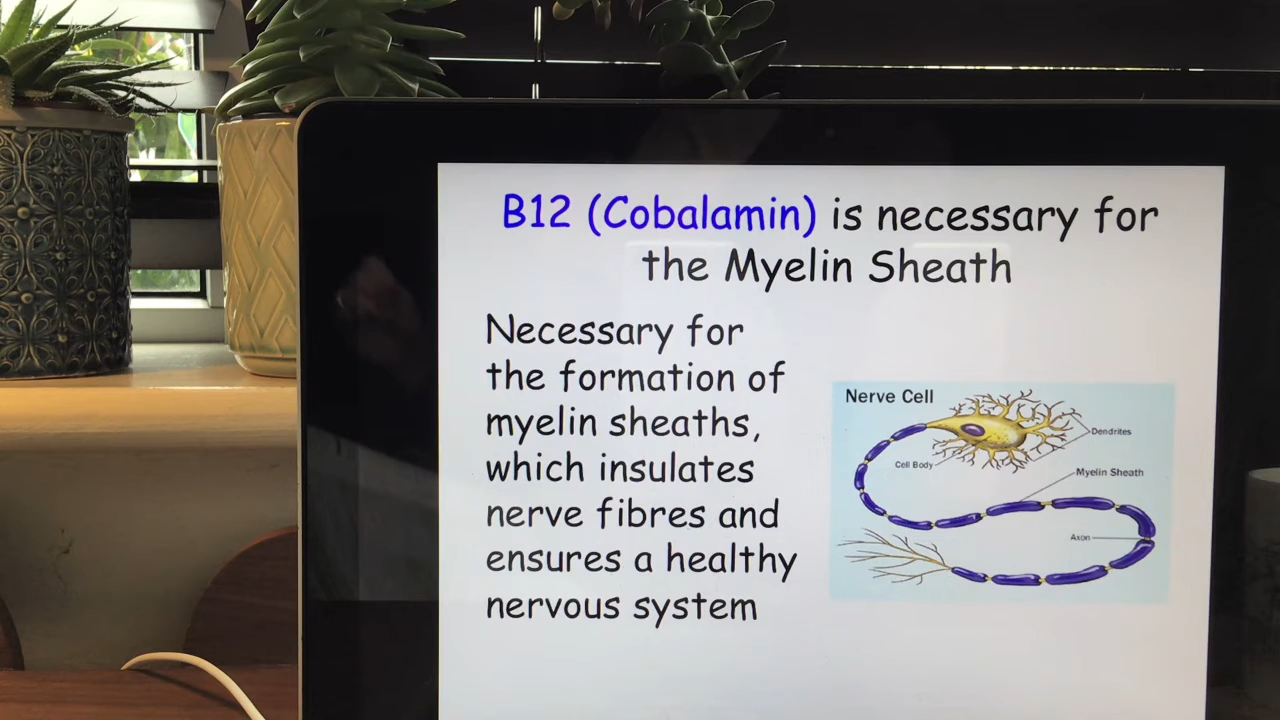 B12 (Cobalamin) is necessary for
the Myelin Sheath
Necessary for
the formation of
myelin sheaths,
which insulates
nerve fibres and
ensures a healthy
nervous system
Nerve Cell
Dendrites
Cell Body
Myelin Sheath
Axon